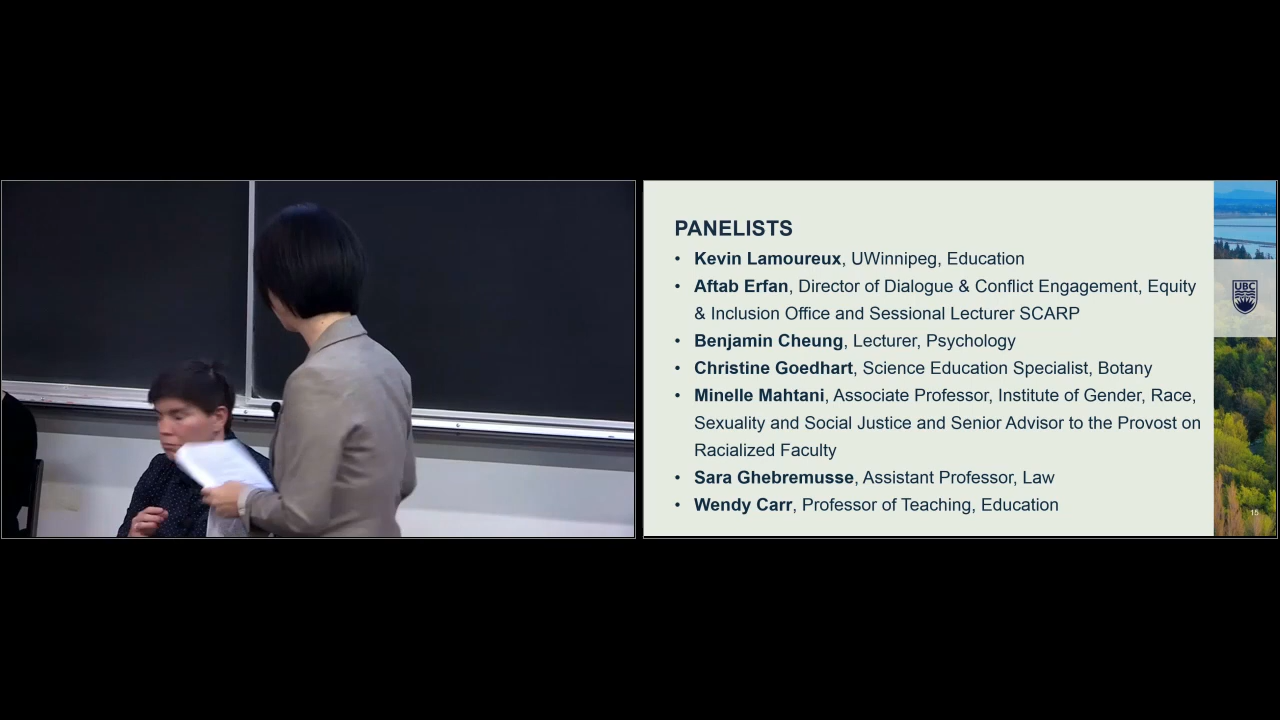 PANELISTS
• Kevin Lamoureux, UWinnipeg, Education
• Aftab Erfan, Director of Dialogue & Conflict Engagement, Equity
& Inclusion Office and Sessional Lecturer SCARP
• Benjamin Cheung, Lecturer, Psychology
• Christine Goedhart, Science Education Specialist, Botany
• Minelle Mahtani, Associate Professor, Institute of Gender, Race,
Sexuality and Social Justice and Senior Advisor to the Provost on
Racialized Faculty
• Sara Ghebremusse, Assistant Professor, Law
• Wendy Carr, Professor of Teaching, Education
UBC
15